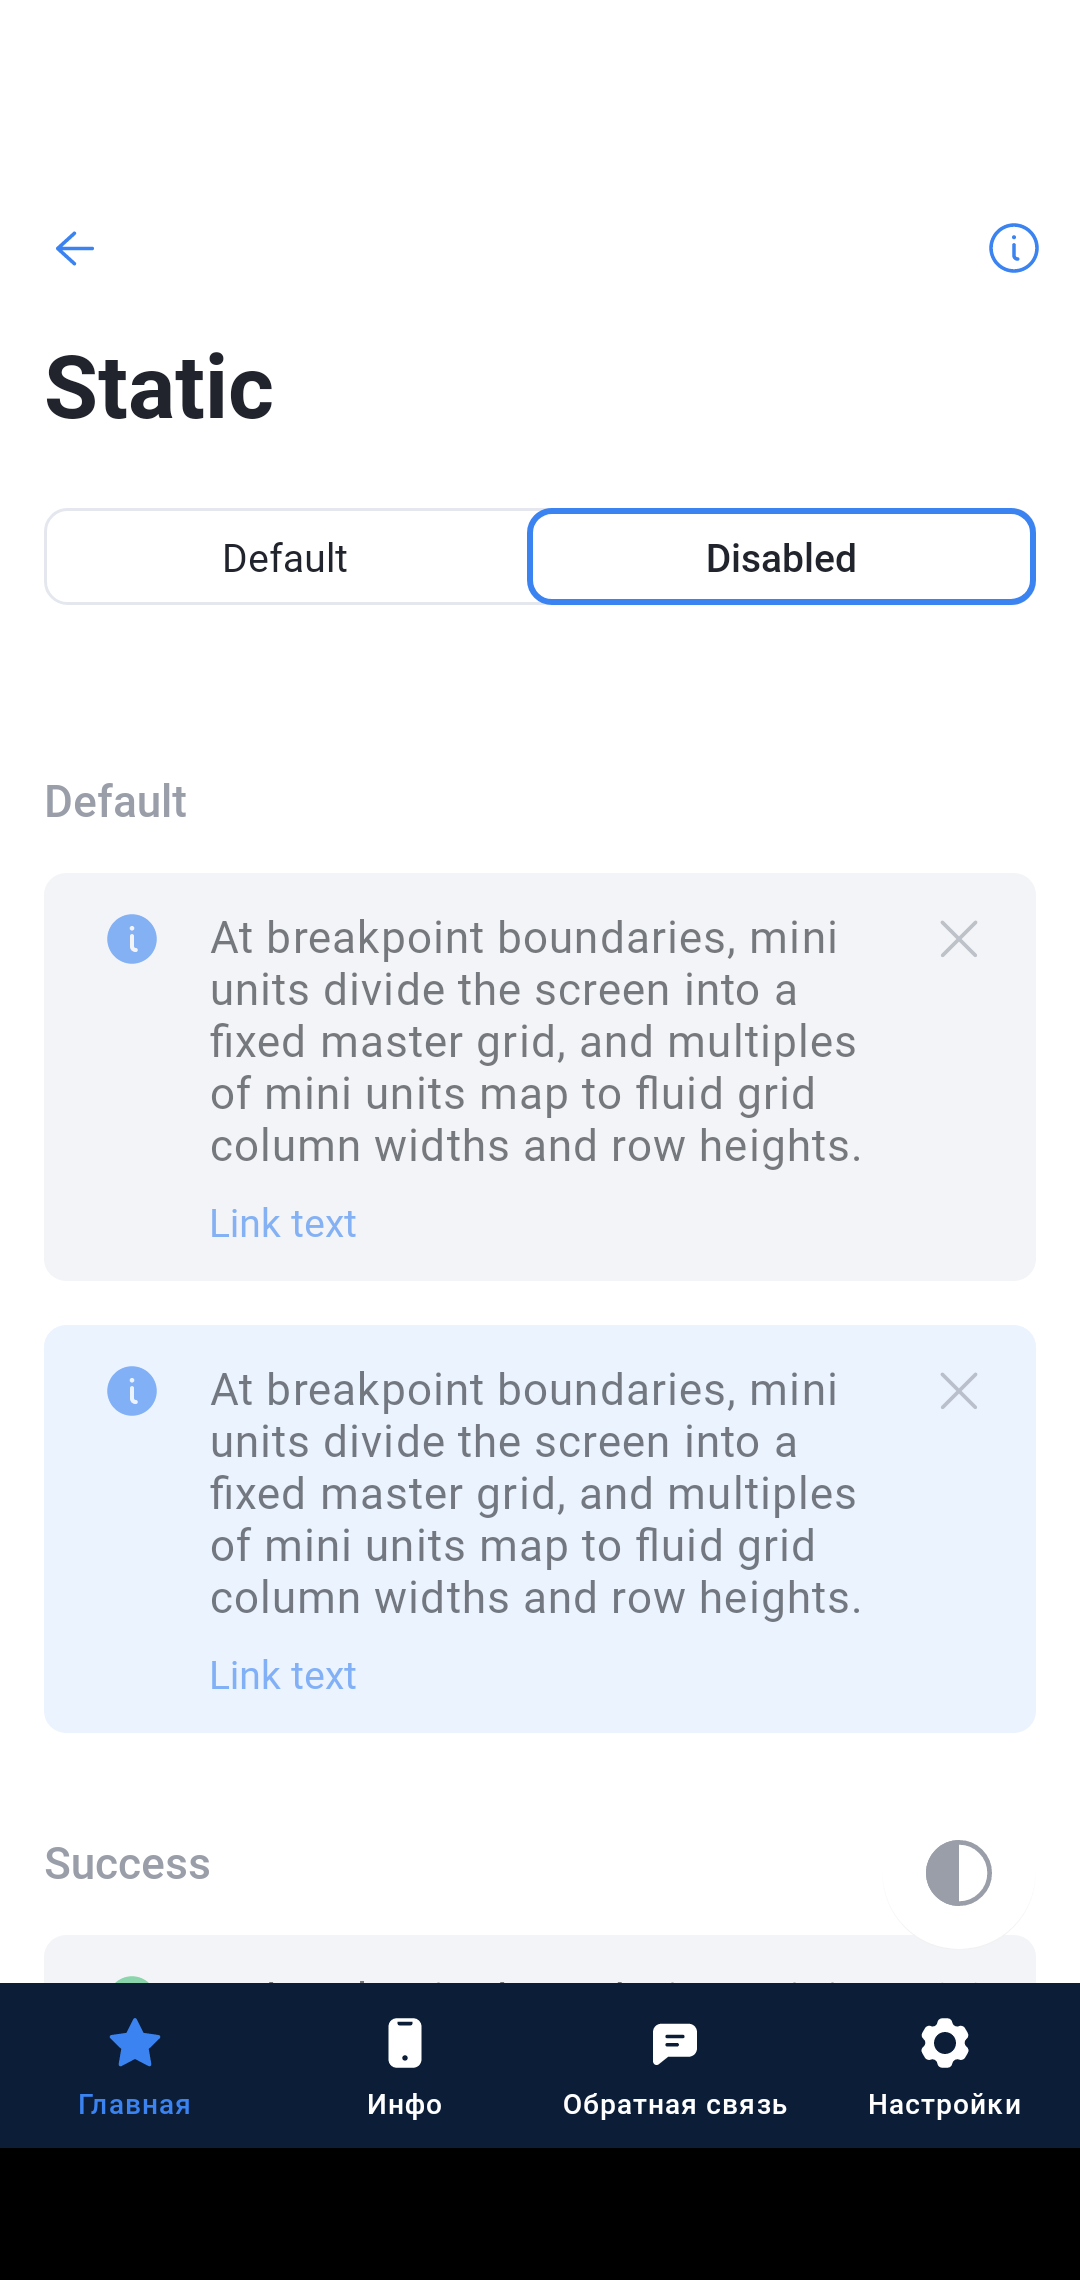 Static
Default
Disabled
Default
At breakpoint boundaries, mini
units divide the screen into a
fixed master grid, and multiples
of mini units map to fluid grid
column widths and row heights.
Link text
At breakpoint boundaries, mini
units divide the screen into a
fixed master grid, and multiples
of mini units map to fluid grid
column widths and row heights.
Link text
Success
Главная
Инфо
Обратная связь
Настройки